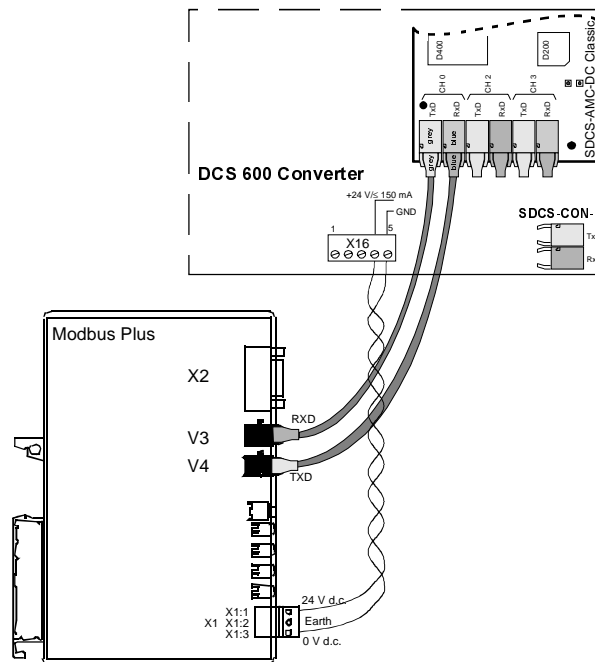 D400
D200
SDCS-AMC-DC Classic
CH 0
CH 2
CH 3
TxD
RxD
TxD
RxD
TxD
RxD
grey
blue
grey
blue
DCS 600 Converter
+24 V/≤ 150 mA
GND
1
5
X16
SDCS-CON-
Tx
Rx
Modbus Plus
X2
V3
RXD
V4
TXD
24 V d.c.
X1:1
X1 X1:2 Earth
X1:3
0 V d.c.